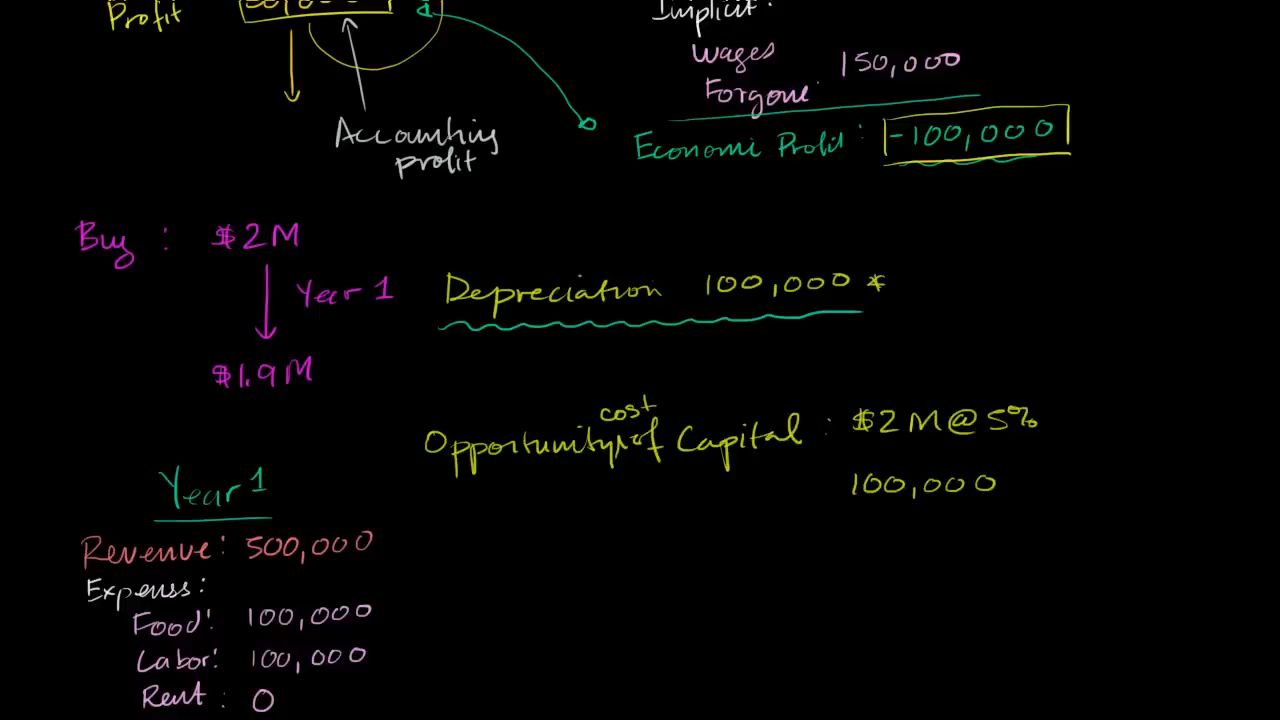 Profit
Implicit:
Wages
Forgone: 150,000
Accounting
profit
Economic Profit: -100,000
Buy : $2M
Year 1
Depreciation 100,000 *
$1.9M
cost
Opportunity of Capital : $2M@5%
100,000
Year 1
Revenue: 500,000
Expenss:
Food: 100,000
Labor: 100,000
Rent : 0